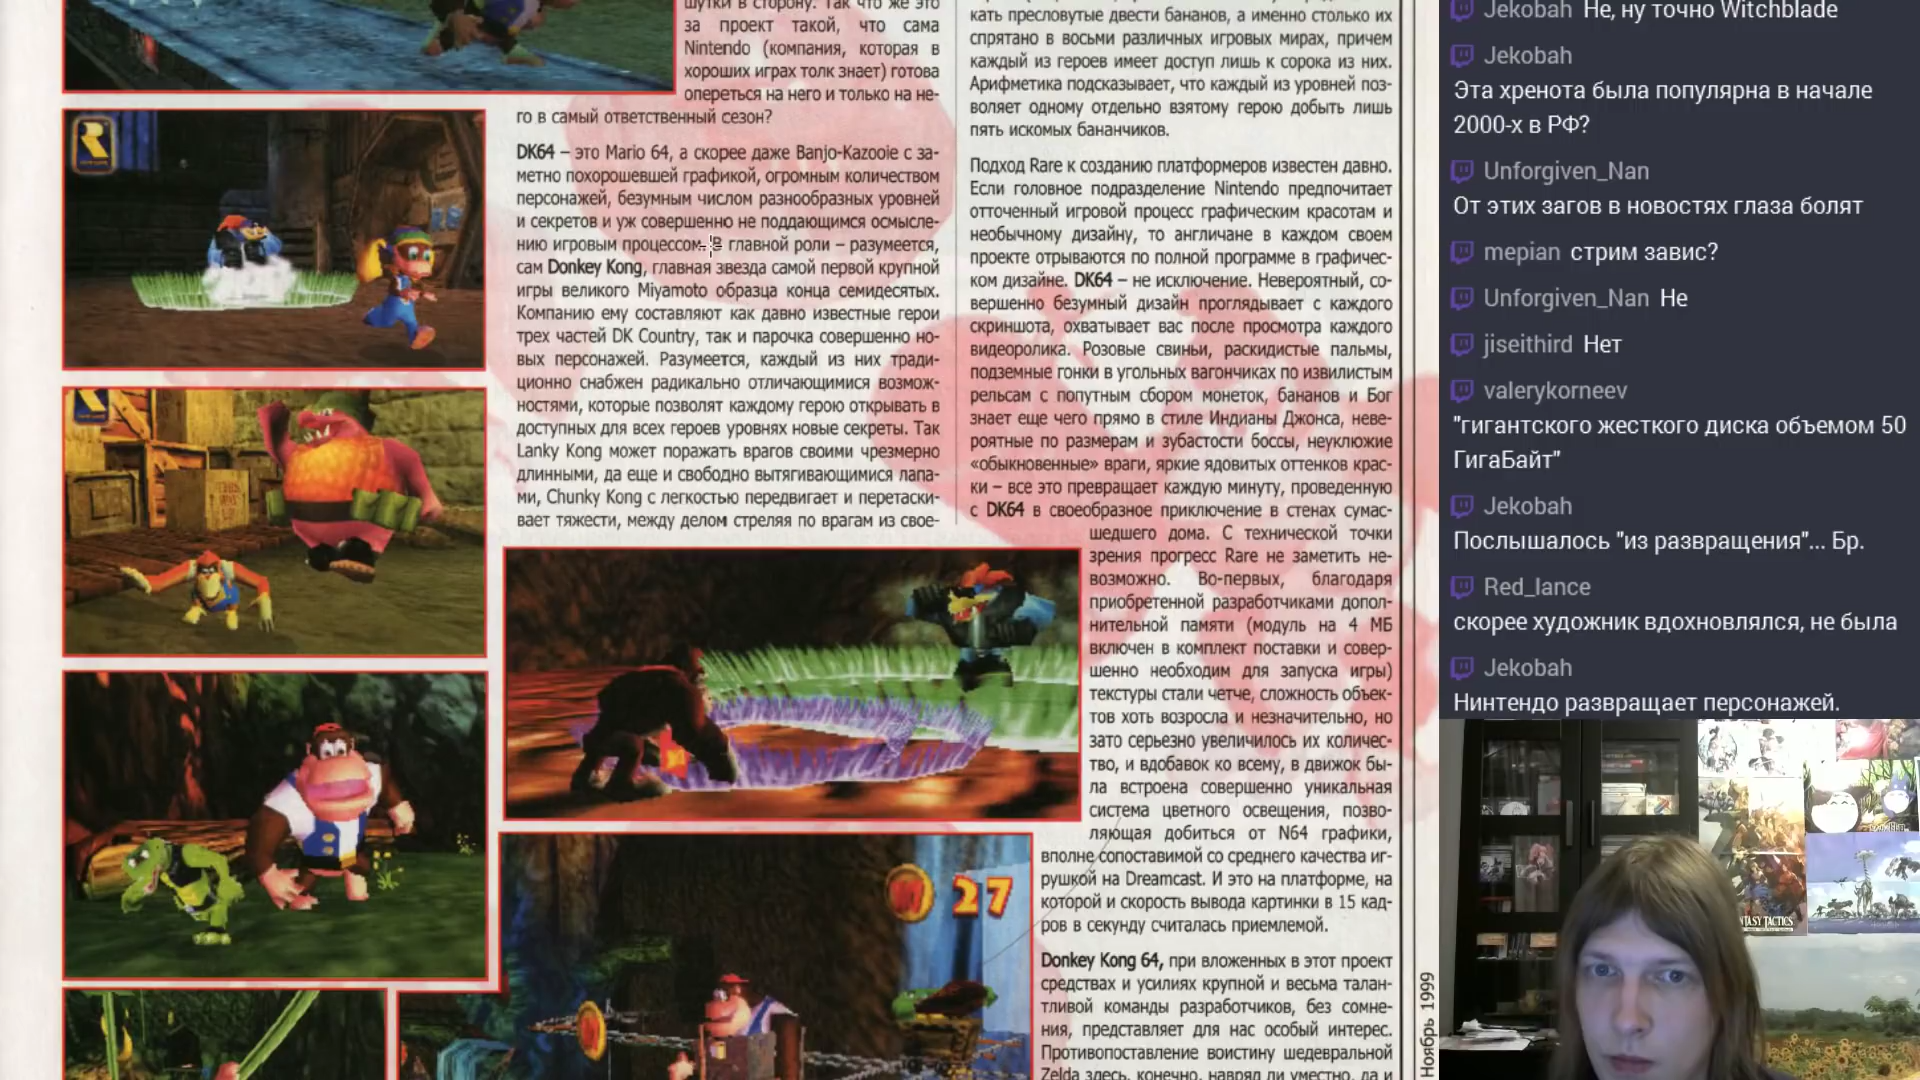 шутки в сторону. Так что же это
за проект такой, что сама
Nintendo (компания, которая в
хороших играх толк знает) готова
опереться на него и только на не-
го в самый ответственный сезон?
DK64 – это Mario 64, а скорее даже Banjo-Kazooie с за-
метно похорошевшей графикой, огромным количеством
персонажей, безумным числом разнообразных уровней
и секретов и уж совершенно не поддающимся осмысле-
нию игровым процессом. В главной роли – разумеется,
сам Donkey Kong, главная звезда самой первой крупной
игры великого Miyamoto образца конца семидесятых.
Компанию ему составляют как давно известные герои
трех частей DK Country, так и парочка совершенно но-
вых персонажей. Разумеется, каждый из них тради-
ционно снабжен радикально отличающимися возмож-
ностями, которые позволят каждому герою открывать в
доступных для всех героев уровнях новые секреты. Так
Lanky Kong может поражать врагов своими чрезмерно
длинными, да еще и свободно вытягивающимися лапа-
ми, Chunky Kong с легкостью передвигает и перетаски-
вает тяжести, между делом стреляя по врагам из свое-
кать пресловутые двести бананов, а именно столько их
спрятано в восьми различных игровых мирах, причем
каждый из героев имеет доступ лишь к сорока из них.
Арифметика подсказывает, что каждый из уровней поз-
воляет одному отдельно взятому герою добыть лишь
пять искомых бананчиков.
Подход Rare к созданию платформеров известен давно.
Если головное подразделение Nintendo предпочитает
отточенный игровой процесс графическим красотам и
необычному дизайну, то англичане в каждом своем
проекте отрываются по полной программе в графичес-
ком дизайне. DK64 – не исключение. Невероятный, со-
вершенно безумный дизайн проглядывает с каждого
скриншота, охватывает вас после просмотра каждого
видеоролика. Розовые свиньи, раскидистые пальмы,
подземные гонки в угольных вагончиках по извилистым
рельсам с попутным сбором монеток, бананов и Бог
знает еще чего прямо в стиле Индианы Джонса, неве-
роятные по размерам и зубастости боссы, неуклюжие
«обыкновенные» враги, яркие ядовитых оттенков крас-
ки – все это превращает каждую минуту, проведенную
с DK64 в своеобразное приключение в стенах сумас-
шедшего дома. С технической точки
зрения прогресс Rare не заметить не-
возможно. Во-первых, благодаря
приобретенной разработчиками допол-
нительной памяти (модуль на 4 МБ
включен в комплект поставки и совер-
шенно необходим для запуска игры)
текстуры стали четче, сложность объек-
тов хоть возросла и незначительно, но
зато серьезно увеличилось их количес-
тво, и вдобавок ко всему, в движок бы-
ла встроена совершенно уникальная
система цветного освещения, позво-
ляющая добиться от N64 графики,
вполне сопоставимой со среднего качества иг-
рушкой на Dreamcast. И это на платформе, на
которой и скорость вывода картинки в 15 кад-
ров в секунду считалась приемлемой.
Donkey Kong 64, при вложенных в этот проект
средствах и усилиях крупной и весьма талан-
тливой команды разработчиков, без сомне-
ния, представляет для нас особый интерес.
Противопоставление воистину шедевральной
Zelda здесь, конечно, навряд ли уместно, да и
27
Ноябрь 1999
Jekobah Не, ну точно Witchblade
Jekobah
Эта хренота была популярна в начале
2000-х в РФ?
Unforgiven_Nan
От этих загов в новостях глаза болят
mepian стрим завис?
Unforgiven_Nan Не
jiseithird Нет
valerykorneev
"гигантского жесткого диска объемом 50
ГигаБайт"
Jekobah
Послышалось "из развращения"... Бр.
Red_lance
скорее художник вдохновлялся, не была
Jekobah
Нинтендо развращает персонажей.